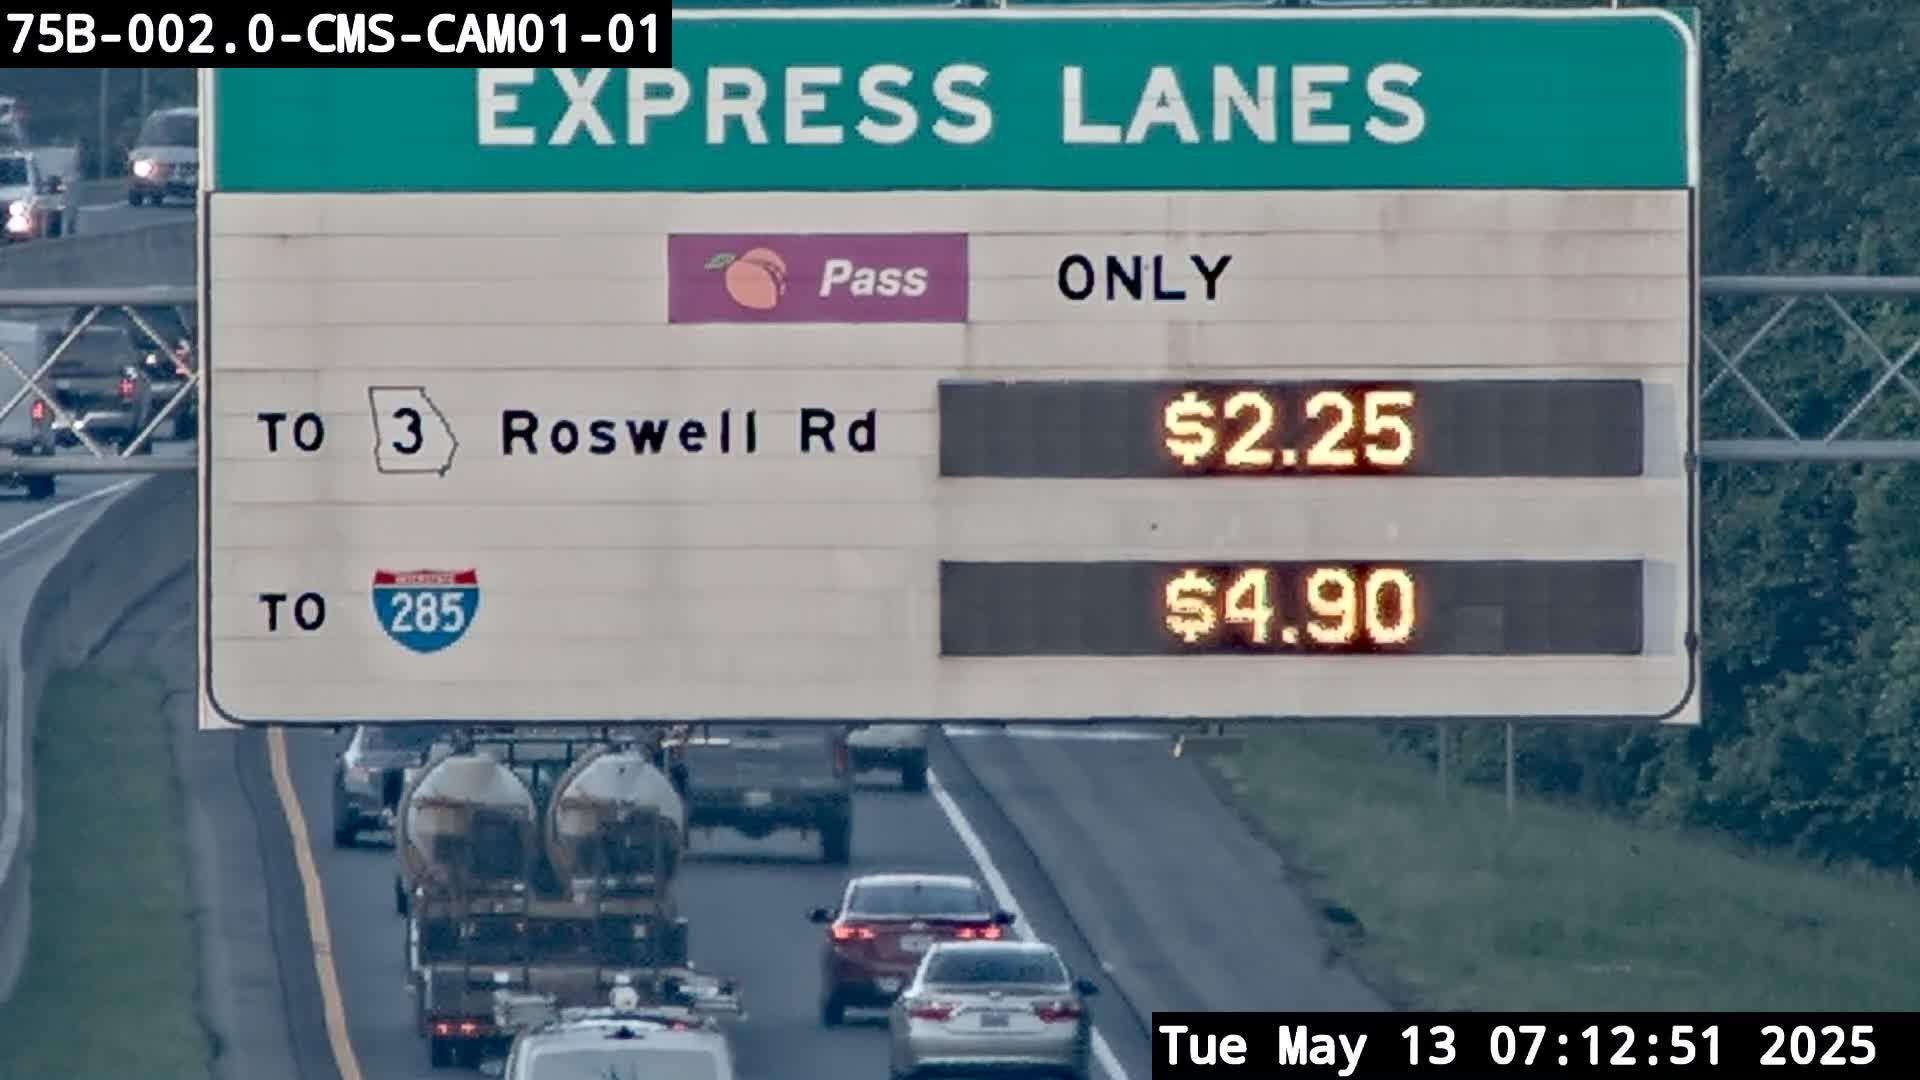 75B-002.0-CMS-CAM01-01
EXPRESS LANES
Pass ONLY
TO 3 Roswell Rd $2.25
TO 285 $4.90
Tue May 13 07:12:51 2025